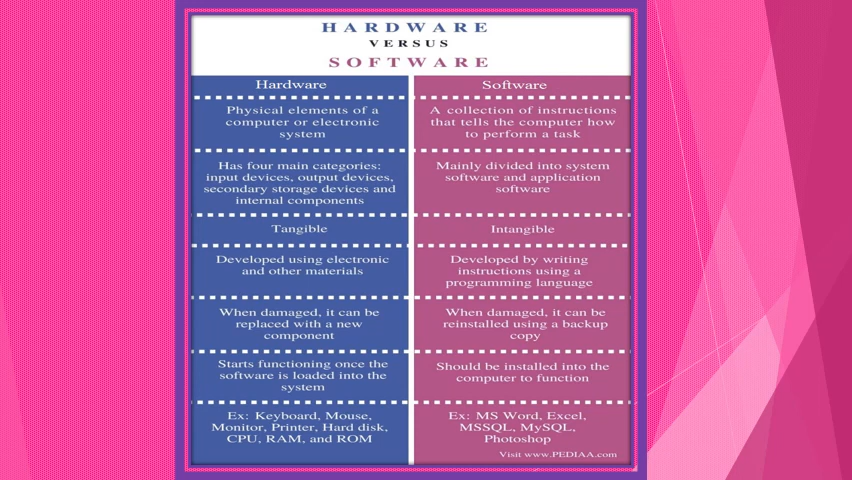 HARDWARE
VERSUS
SOFTWARE
Hardware
Software
Physical elements of a
computer or electronic
system
A collection of instructions
that tells the computer how
to perform a task
Has four main categories:
input devices, output devices,
secondary storage devices and
internal components
Mainly divided into system
software and application
software
Tangible
Intangible
Developed using electronic
and other materials
Developed by writing
instructions using a
programming language
When damaged, it can be
replaced with a new
component
When damaged, it can be
reinstalled using a backup
copy
Starts functioning once the
software is loaded into the
system
Should be installed into the
computer to function
Ex: Keyboard, Mouse,
Monitor, Printer, Hard disk,
CPU, RAM, and ROM
Ex: MS Word, Excel,
MSSQL, MySQL,
Photoshop
Visit www.PEDIAA.com